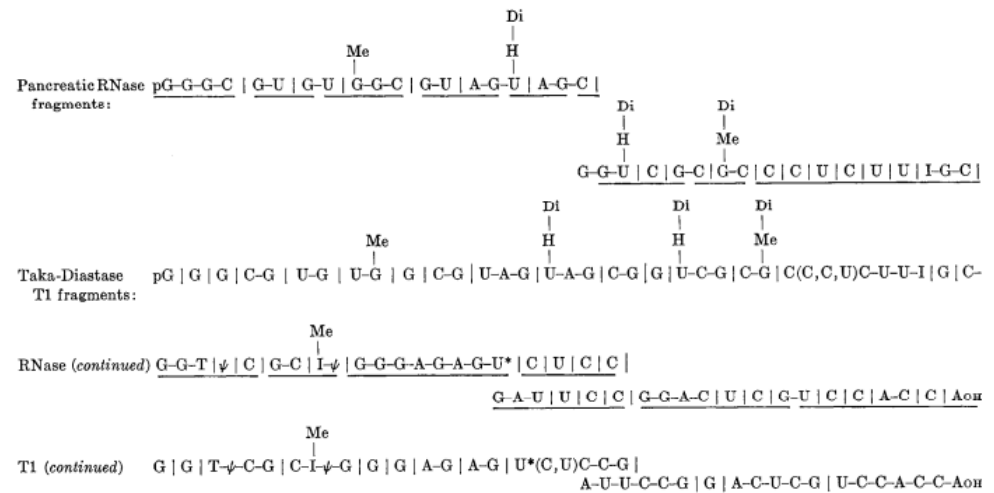 Di
H
Me
Pancreatic RNase pG–G–G–C | G–U | G–U | G–G–C | G–U | A–G–U | A–G–C |
fragments:
Di Di
H Me
G–G–U | C | G–C | G–C | C | C | U | C | U | U | I–G–C |
Di Di Di
Me H H Me
Taka-Diastase pG | G | G | C–G | U–G | U–G | G | C–G | U–A–G | U–A–G | C–G | G | U–C–G | C–G | C(C,C,U)C–U–U–I | G | C–
T1 fragments:
Me
RNase (continued) G–G–T | ψ | C | G–C | I–ψ | G–G–G–A–G–A–G–U* | C | U | C | C |
G–A–U | U | C | C | G–G–A–C | U | C | G–U | C | C | A–C | C | AOH
Me
T1 (continued) G | G | T–ψ–C–G | C–I–ψ–G | G | G | A–G | A–G | U*(C,U)C–C–G |
A–U–U–C–C–G | G | A–C–U–C–G | U–C–C–A–C–C–AOH